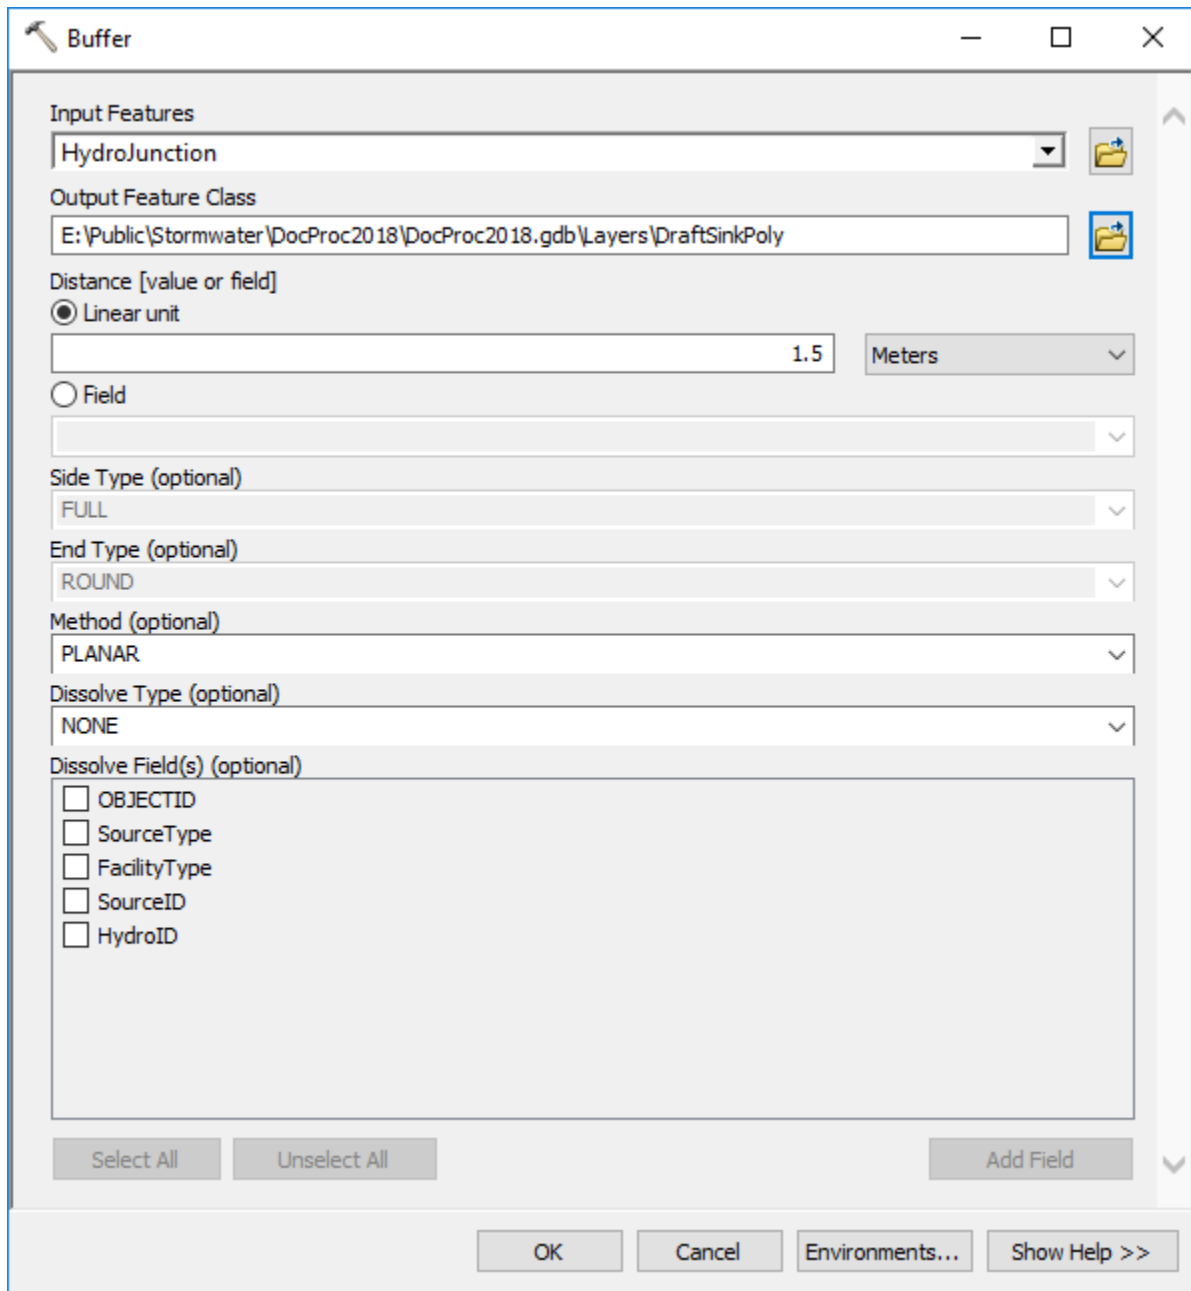 Buffer
Input Features
HydroJunction
Output Feature Class
E:\Public\Stormwater\DocProc2018\DocProc2018.gdb\Layers\DraftSinkPoly
Distance [value or field]
Linear unit
1.5 Meters
Field
Side Type (optional)
FULL
End Type (optional)
ROUND
Method (optional)
PLANAR
Dissolve Type (optional)
NONE
Dissolve Field(s) (optional)
OBJECTID
SourceType
FacilityType
SourceID
HydroID
Select All Unselect All Add Field
OK Cancel Environments... Show Help >>